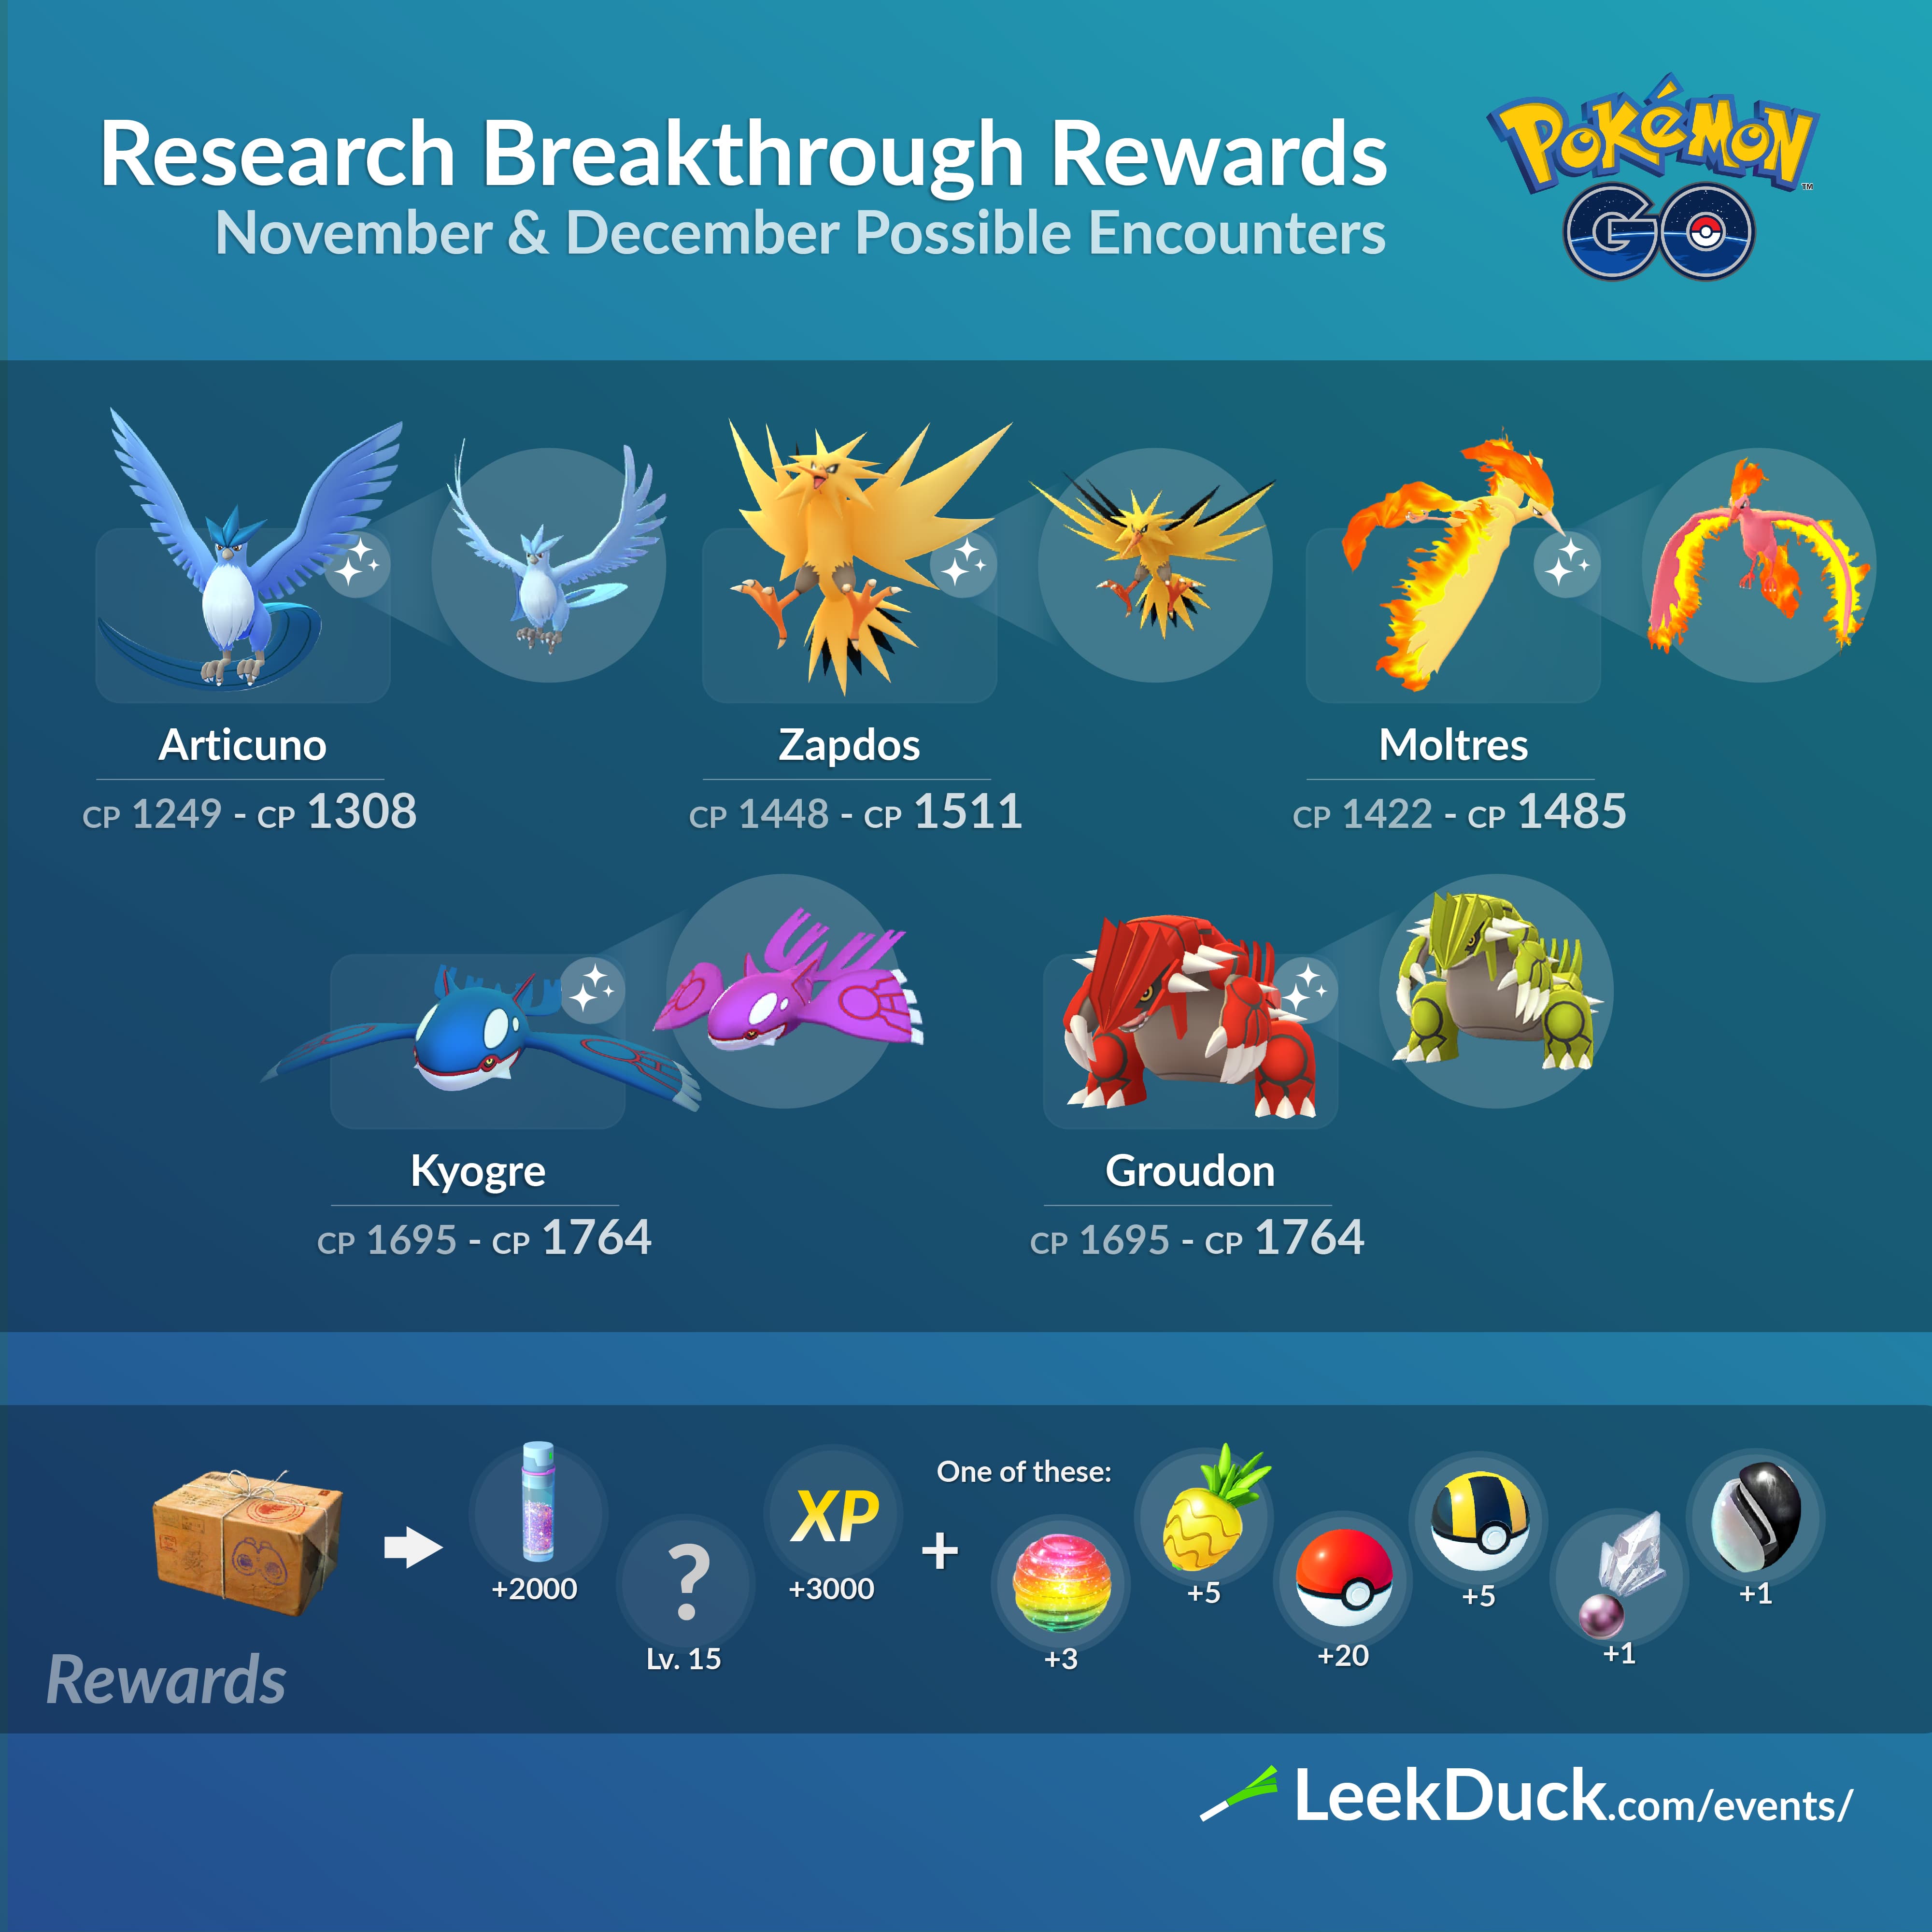 Research Breakthrough Rewards
November & December Possible Encounters
POKéMON
TM
GO
Articuno
CP 1249 - CP 1308
Zapdos
CP 1448 - CP 1511
Moltres
CP 1422 - CP 1485
Kyogre
CP 1695 - CP 1764
Groudon
CP 1695 - CP 1764
Rewards
+2000
?
Lv. 15
XP
+3000
+
One of these:
+3
+5
+20
+5
+1
+1
LeekDuck.com/events/